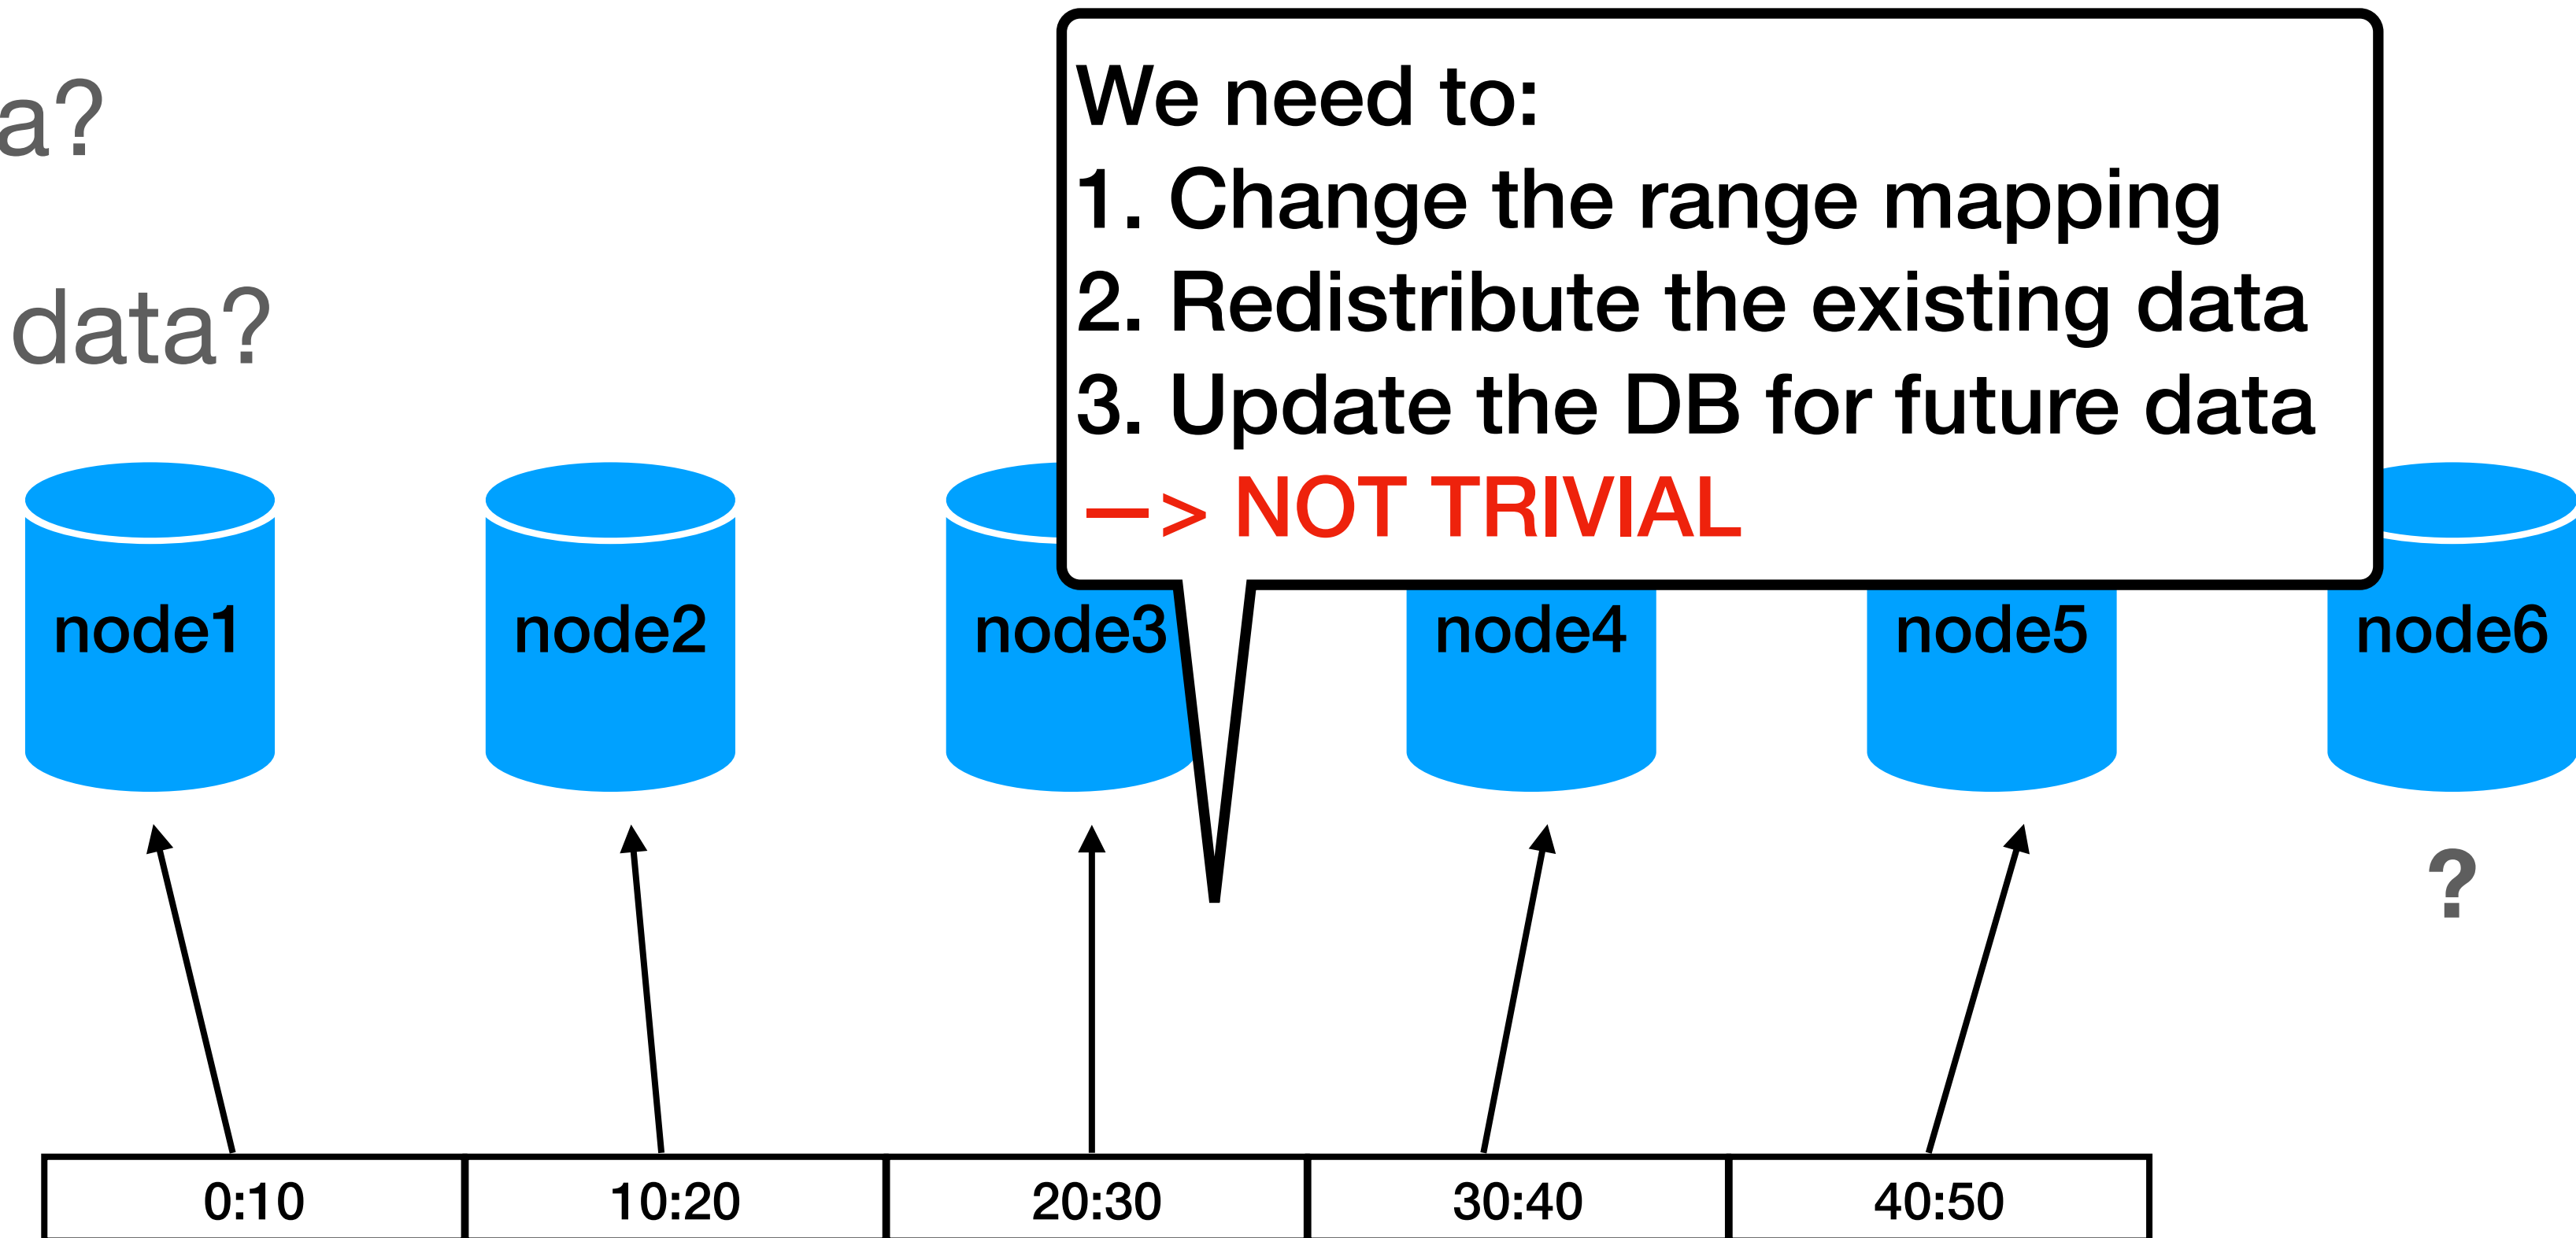 a?
data?
We need to:
1. Change the range mapping
2. Redistribute the existing data
3. Update the DB for future data
—> NOT TRIVIAL
node1
node2
node3
node4
node5
node6
?
0:10
10:20
20:30
30:40
40:50